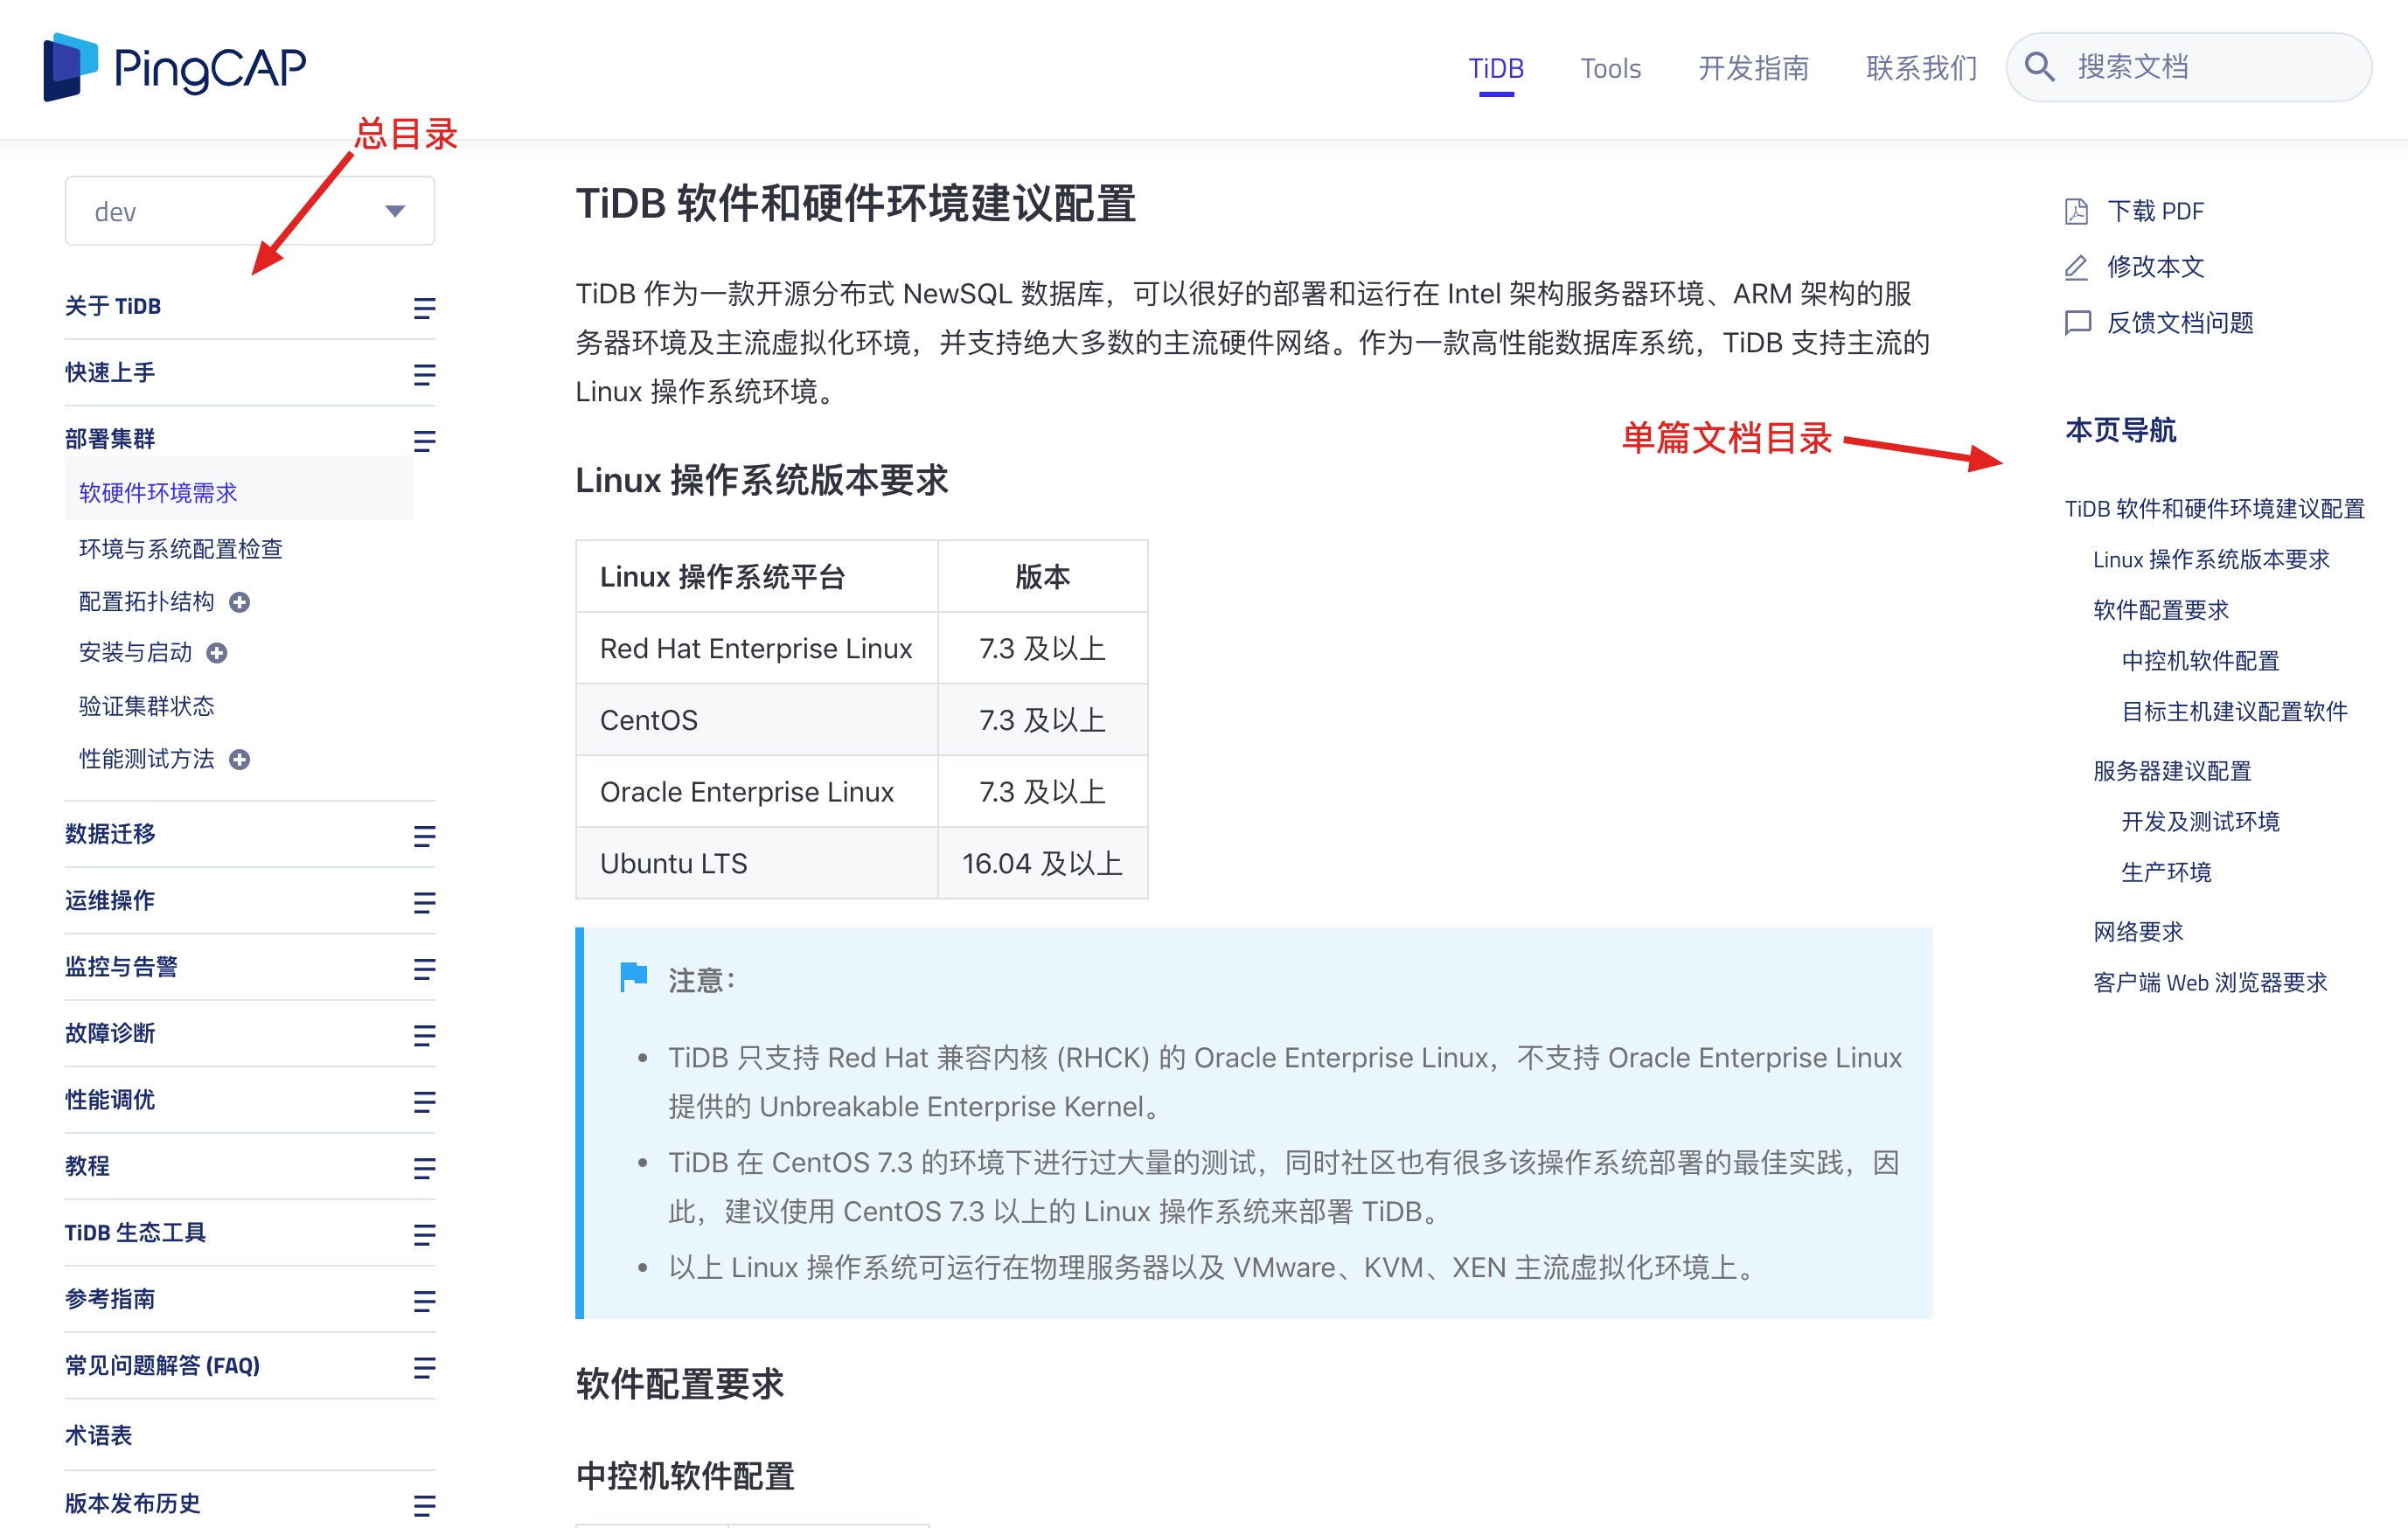 PingCAP
TiDB
Tools
开发指南
联系我们
搜索文档
总目录
dev
关于 TiDB
快速上手
部署集群
软硬件环境需求
环境与系统配置检查
配置拓扑结构
安装与启动
验证集群状态
性能测试方法
数据迁移
运维操作
监控与告警
故障诊断
性能调优
教程
TiDB 生态工具
参考指南
常见问题解答 (FAQ)
术语表
版本发布历史
TiDB 软件和硬件环境建议配置
TiDB 作为一款开源分布式 NewSQL 数据库，可以很好的部署和运行在 Intel 架构服务器环境、ARM 架构的服
务器环境及主流虚拟化环境，并支持绝大多数的主流硬件网络。作为一款高性能数据库系统，TiDB 支持主流的
Linux 操作系统环境。
Linux 操作系统版本要求
Linux 操作系统平台 版本
Red Hat Enterprise Linux 7.3 及以上
CentOS 7.3 及以上
Oracle Enterprise Linux 7.3 及以上
Ubuntu LTS 16.04 及以上
注意：
• TiDB 只支持 Red Hat 兼容内核 (RHCK) 的 Oracle Enterprise Linux，不支持 Oracle Enterprise Linux
提供的 Unbreakable Enterprise Kernel。
• TiDB 在 CentOS 7.3 的环境下进行过大量的测试，同时社区也有很多该操作系统部署的最佳实践，因
此，建议使用 CentOS 7.3 以上的 Linux 操作系统来部署 TiDB。
• 以上 Linux 操作系统可运行在物理服务器以及 VMware、KVM、XEN 主流虚拟化环境上。
软件配置要求
中控机软件配置
下载 PDF
修改本文
反馈文档问题
单篇文档目录
本页导航
TiDB 软件和硬件环境建议配置
Linux 操作系统版本要求
软件配置要求
中控机软件配置
目标主机建议配置软件
服务器建议配置
开发及测试环境
生产环境
网络要求
客户端 Web 浏览器要求